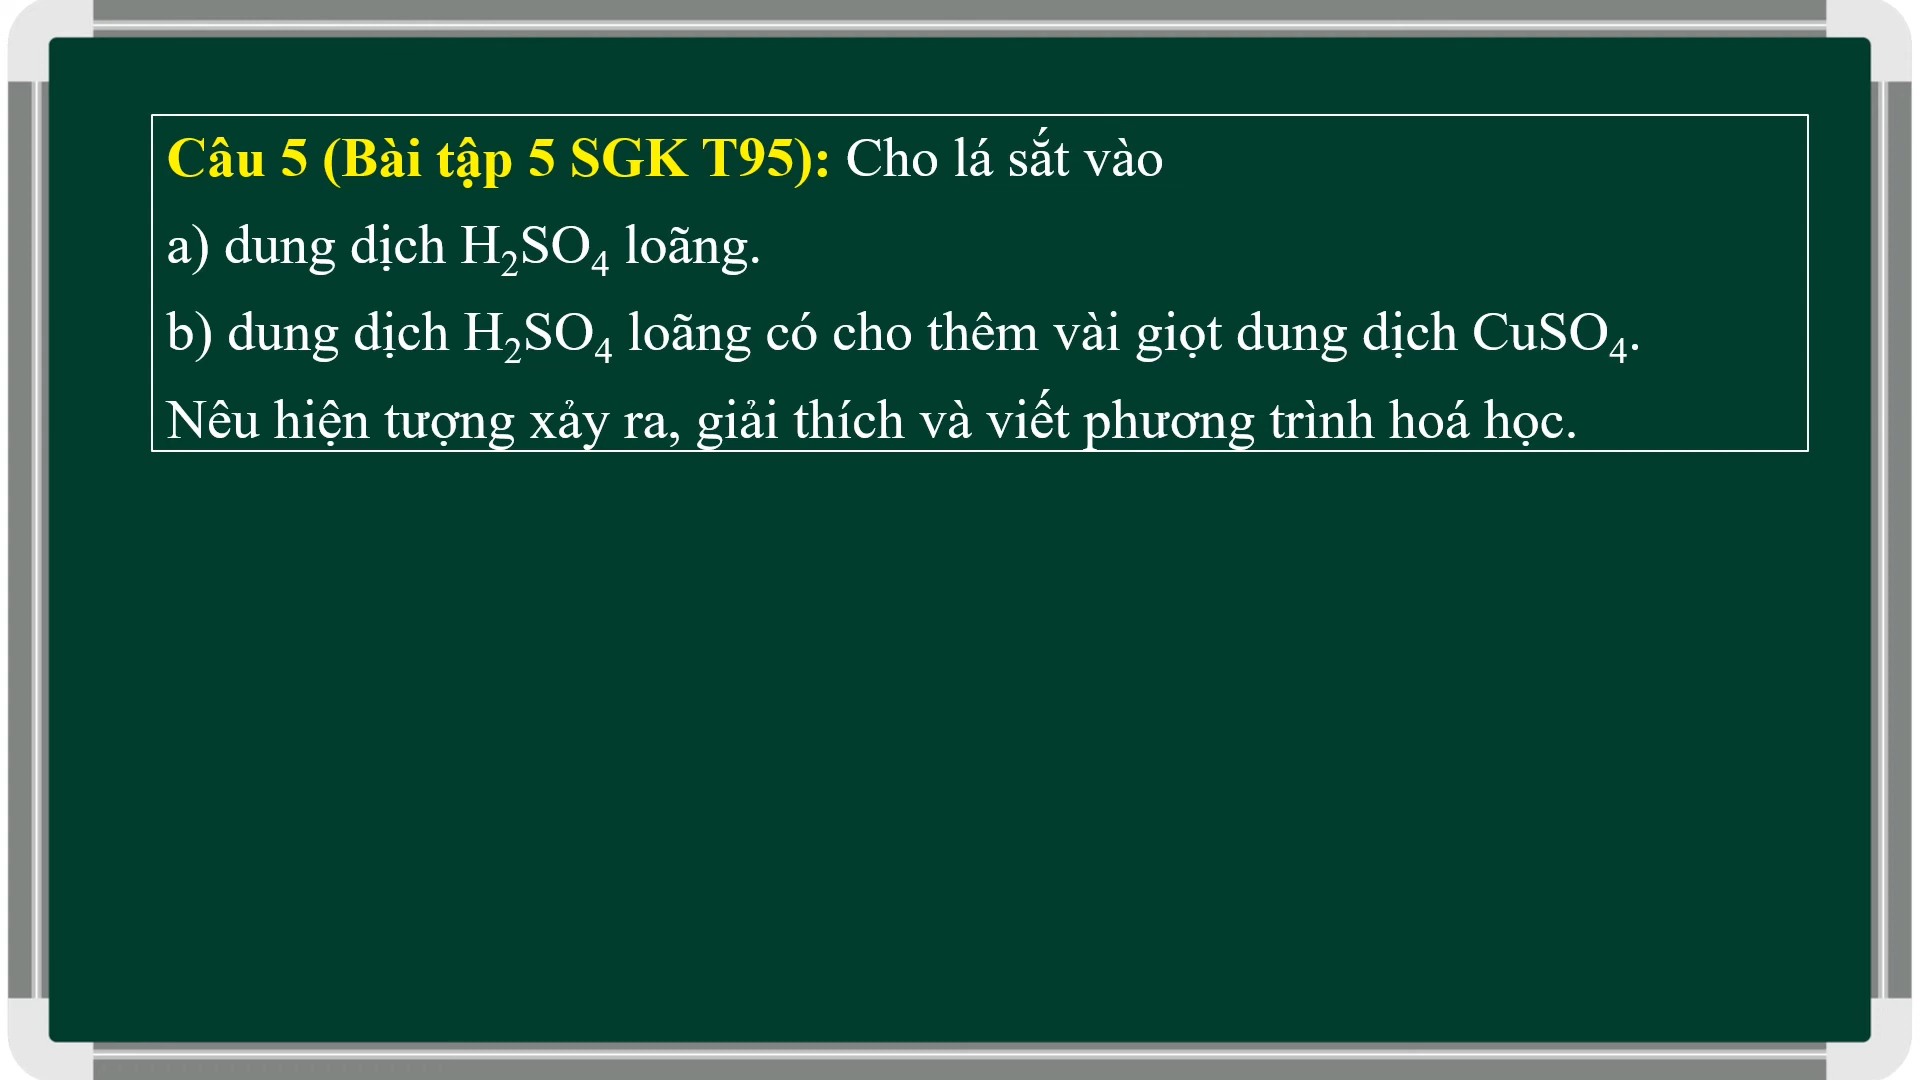 Câu 5 (Bài tập 5 SGK T95): Cho lá sắt vào
a) dung dịch H₂SO₄ loãng.
b) dung dịch H₂SO₄ loãng có cho thêm vài giọt dung dịch CuSO₄.
Nêu hiện tượng xảy ra, giải thích và viết phương trình hoá học.